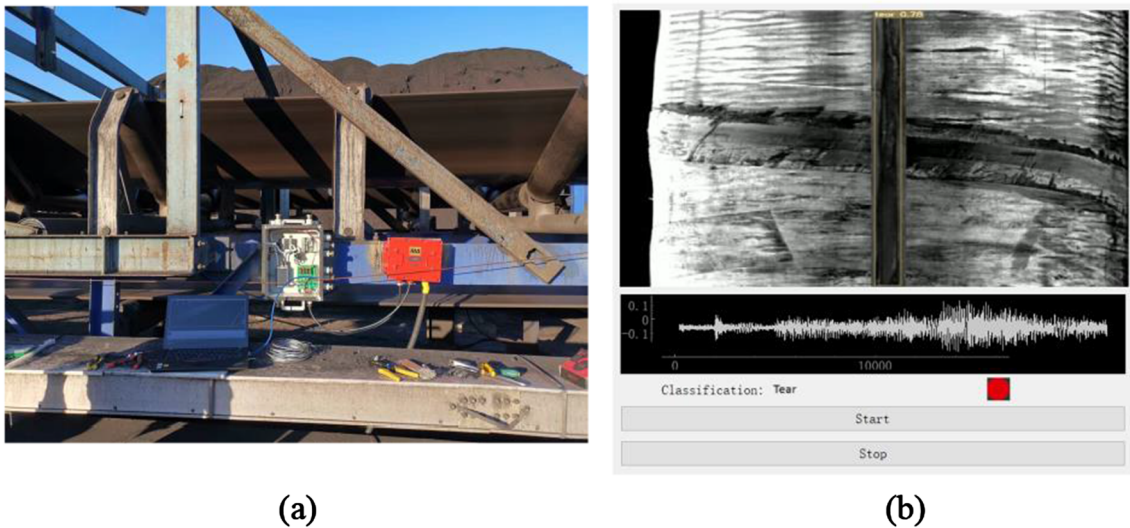 tear 0.78
0.1
0
-0.1
0 10000
Classification: Tear
Start
Stop
(a) (b)